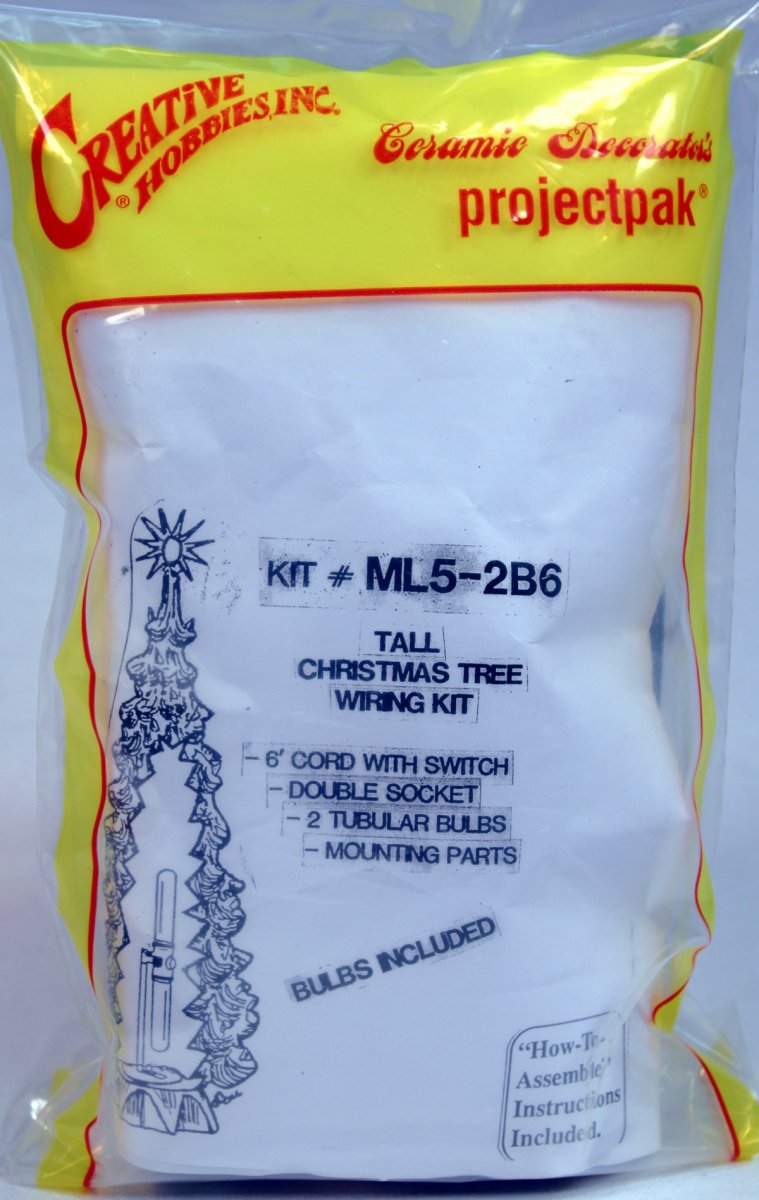 CREATIVE
HOBBIES, INC.
®
Ceramic Decorator's
projectpak®
KIT # ML5-2B6
TALL
CHRISTMAS TREE
WIRING KIT
- 6' CORD WITH SWITCH
- DOUBLE SOCKET
- 2 TUBULAR BULBS
- MOUNTING PARTS
BULBS INCLUDED
"How-To-
Assemble"
Instructions
Included.